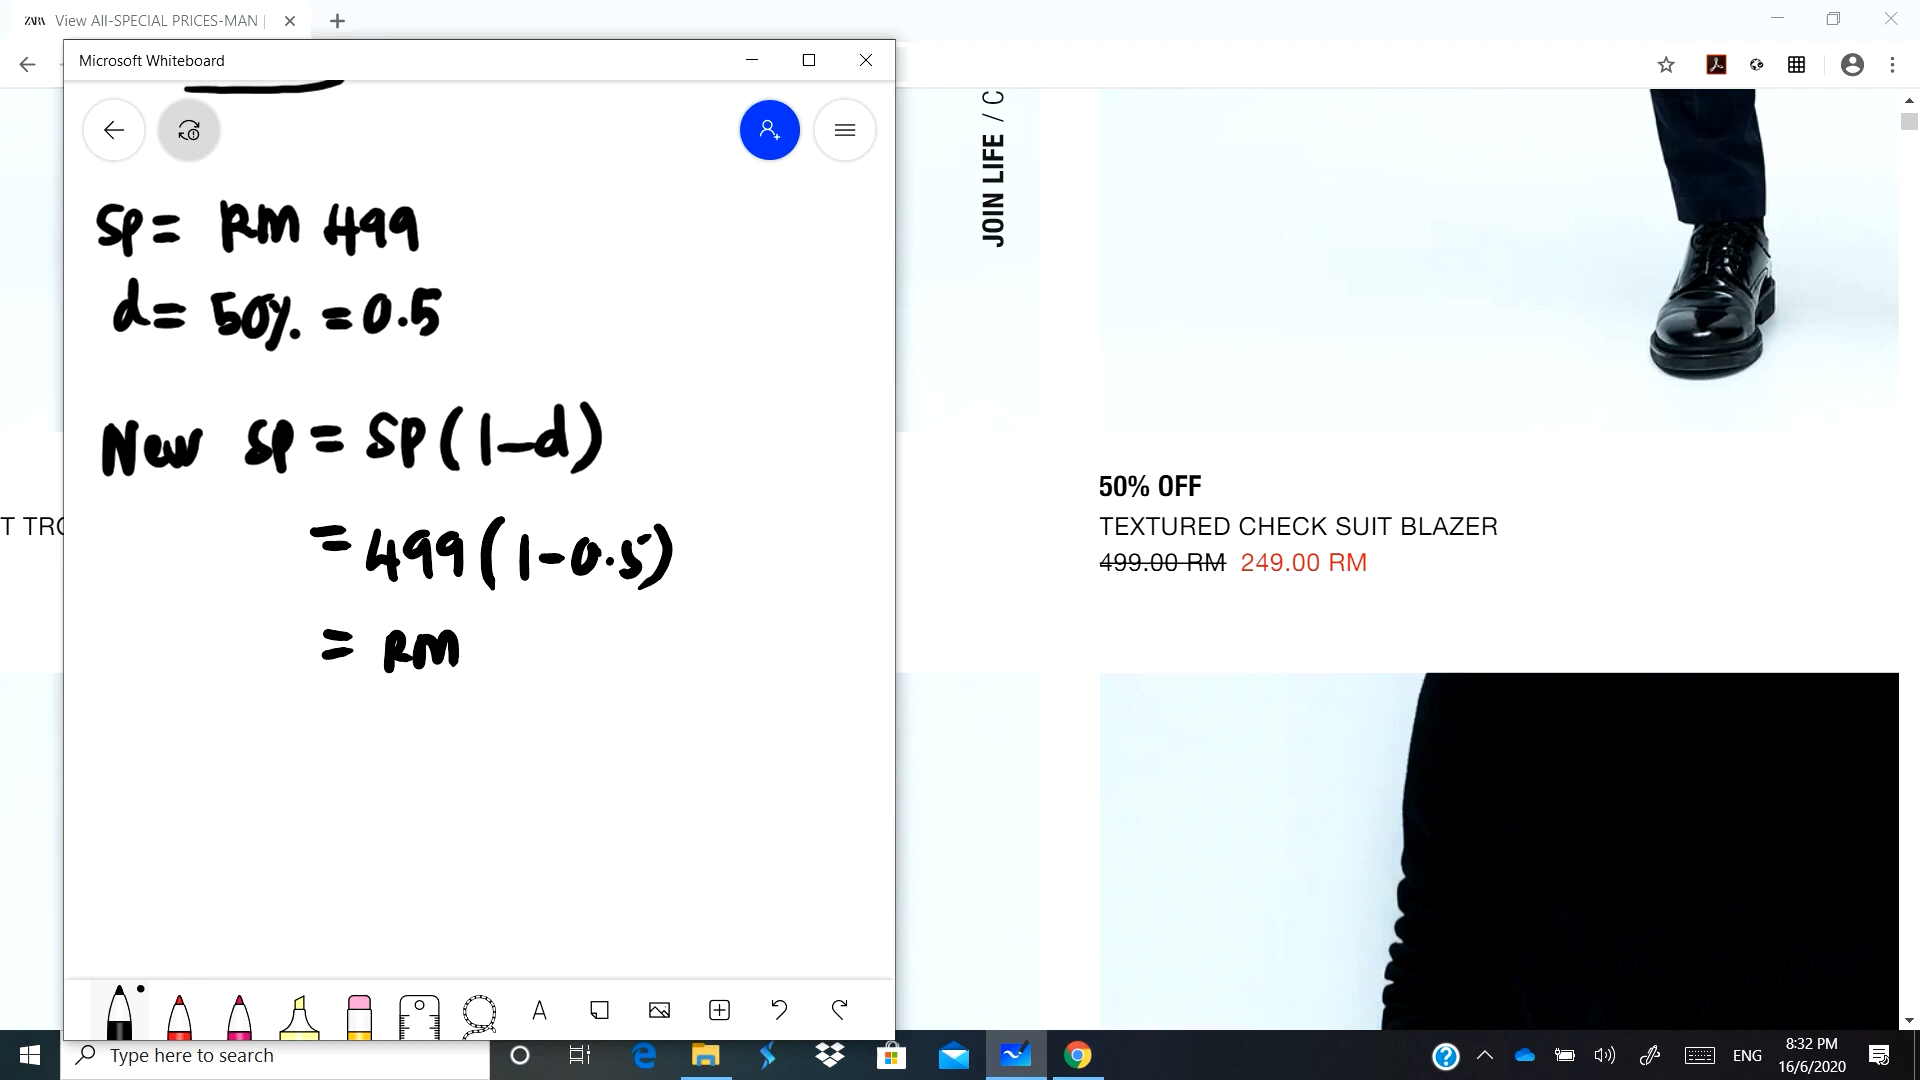 ZARA View All-SPECIAL PRICES-MAN |
Microsoft Whiteboard
SP = RM 499
d = 50% = 0.5
New SP = SP (1-d)
= 499 (1-0.5)
= RM
JOIN LIFE / C
T TRO
50% OFF
TEXTURED CHECK SUIT BLAZER
499.00 RM 249.00 RM
A
Type here to search
ENG
8:32 PM
16/6/2020